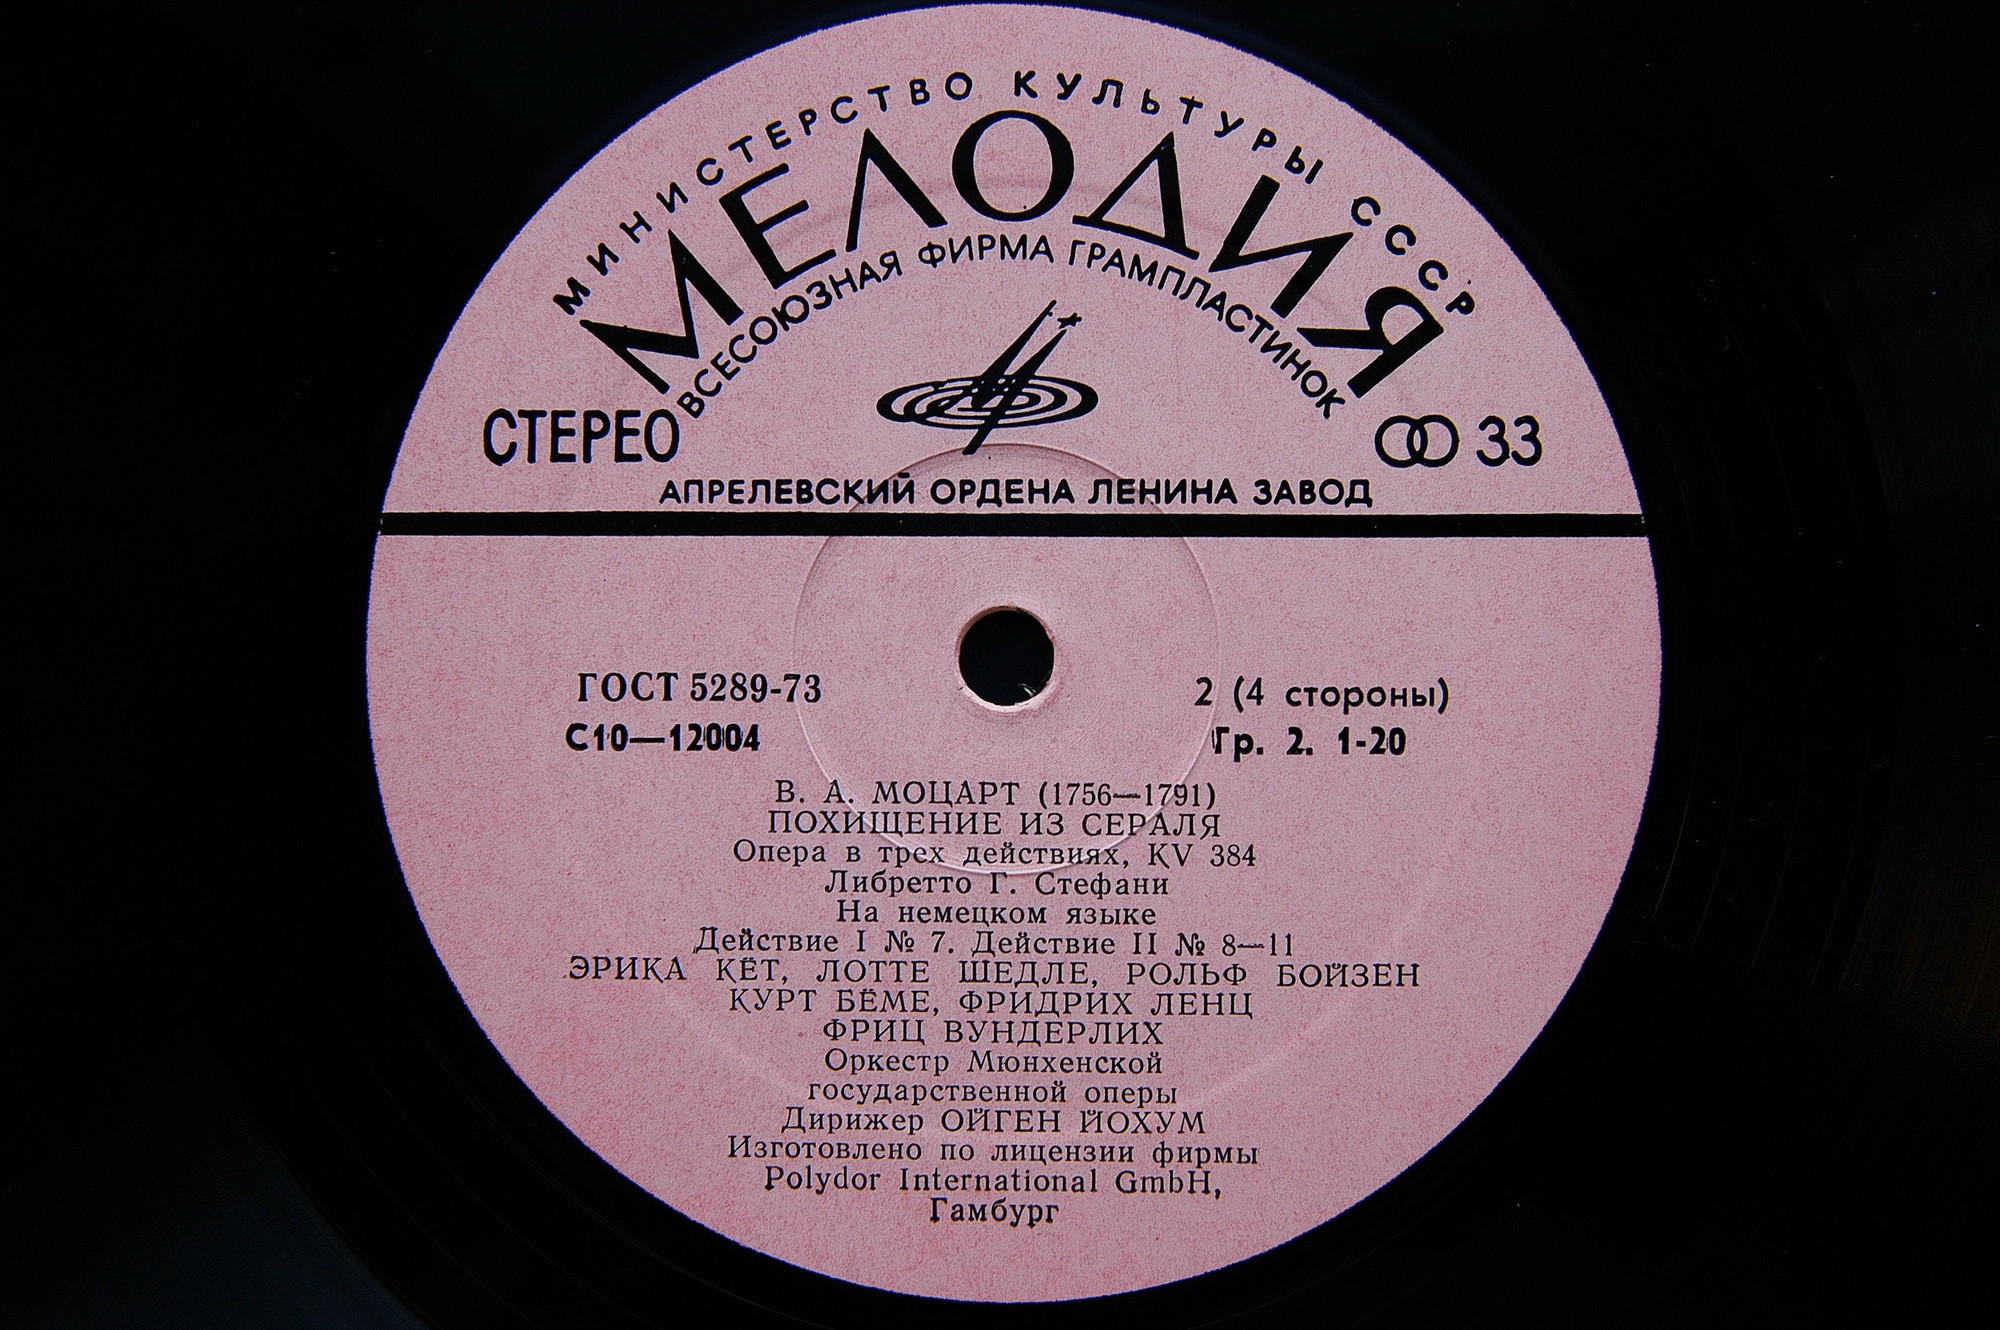 МИНИСТЕРСТВО КУЛЬТУРЫ СССР
МЕЛОДИЯ
ВСЕСОЮЗНАЯ ФИРМА ГРАМПЛАСТИНОК
СТЕРЕО
33
АПРЕЛЕВСКИЙ ОРДЕНА ЛЕНИНА ЗАВОД
ГОСТ 5289-73
2 (4 стороны)
С10—12004
Гр. 2. 1-20
В. А. МОЦАРТ (1756—1791)
ПОХИЩЕНИЕ ИЗ СЕРАЛЯ
Опера в трех действиях, KV 384
Либретто Г. Стефани
На немецком языке
Действие I № 7. Действие II № 8—11
ЭРИКА КЁТ, ЛОТТЕ ШЕДЛЕ, РОЛЬФ БОЙЗЕН
КУРТ БЁМЕ, ФРИДРИХ ЛЕНЦ
ФРИЦ ВУНДЕРЛИХ
Оркестр Мюнхенской
государственной оперы
Дирижер ОЙГЕН ЙОХУМ
Изготовлено по лицензии фирмы
Polydor International GmbH,
Гамбург